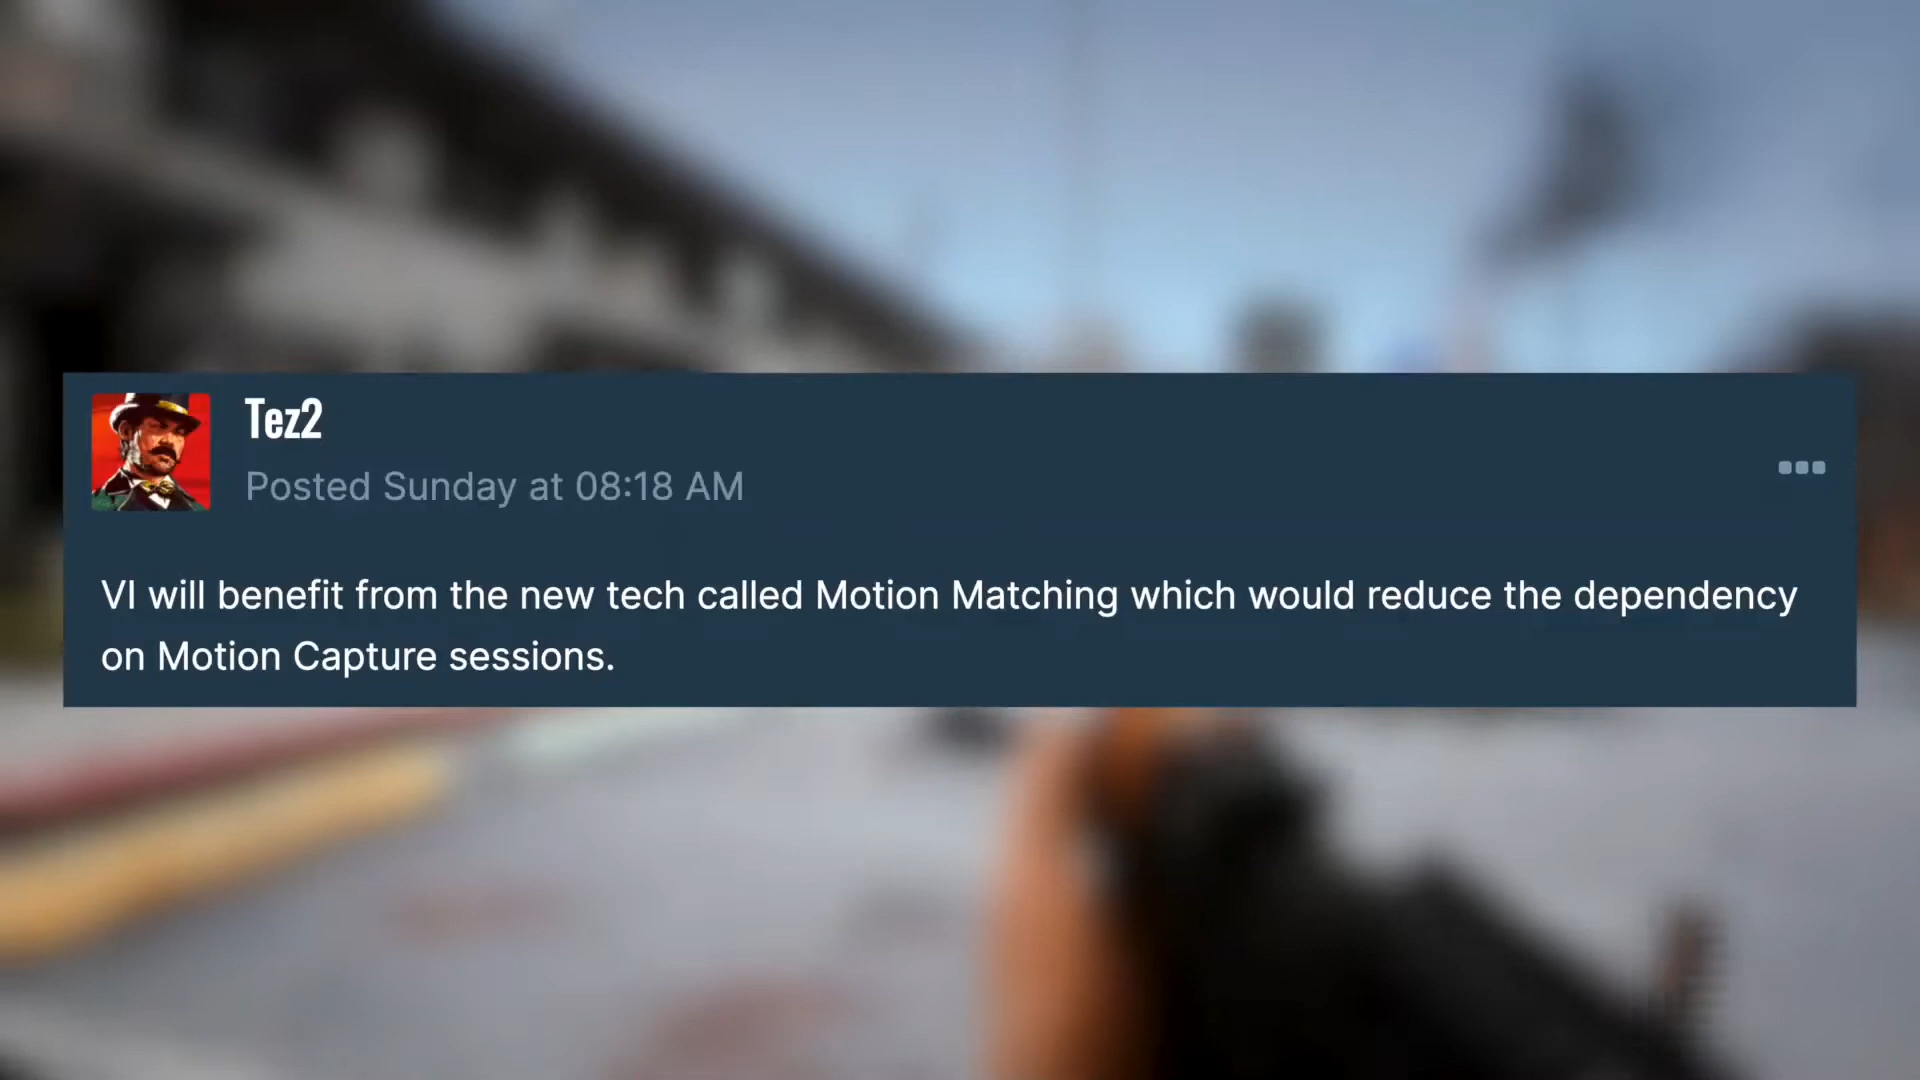 Tez2
Posted Sunday at 08:18 AM
VI will benefit from the new tech called Motion Matching which would reduce the dependency
on Motion Capture sessions.